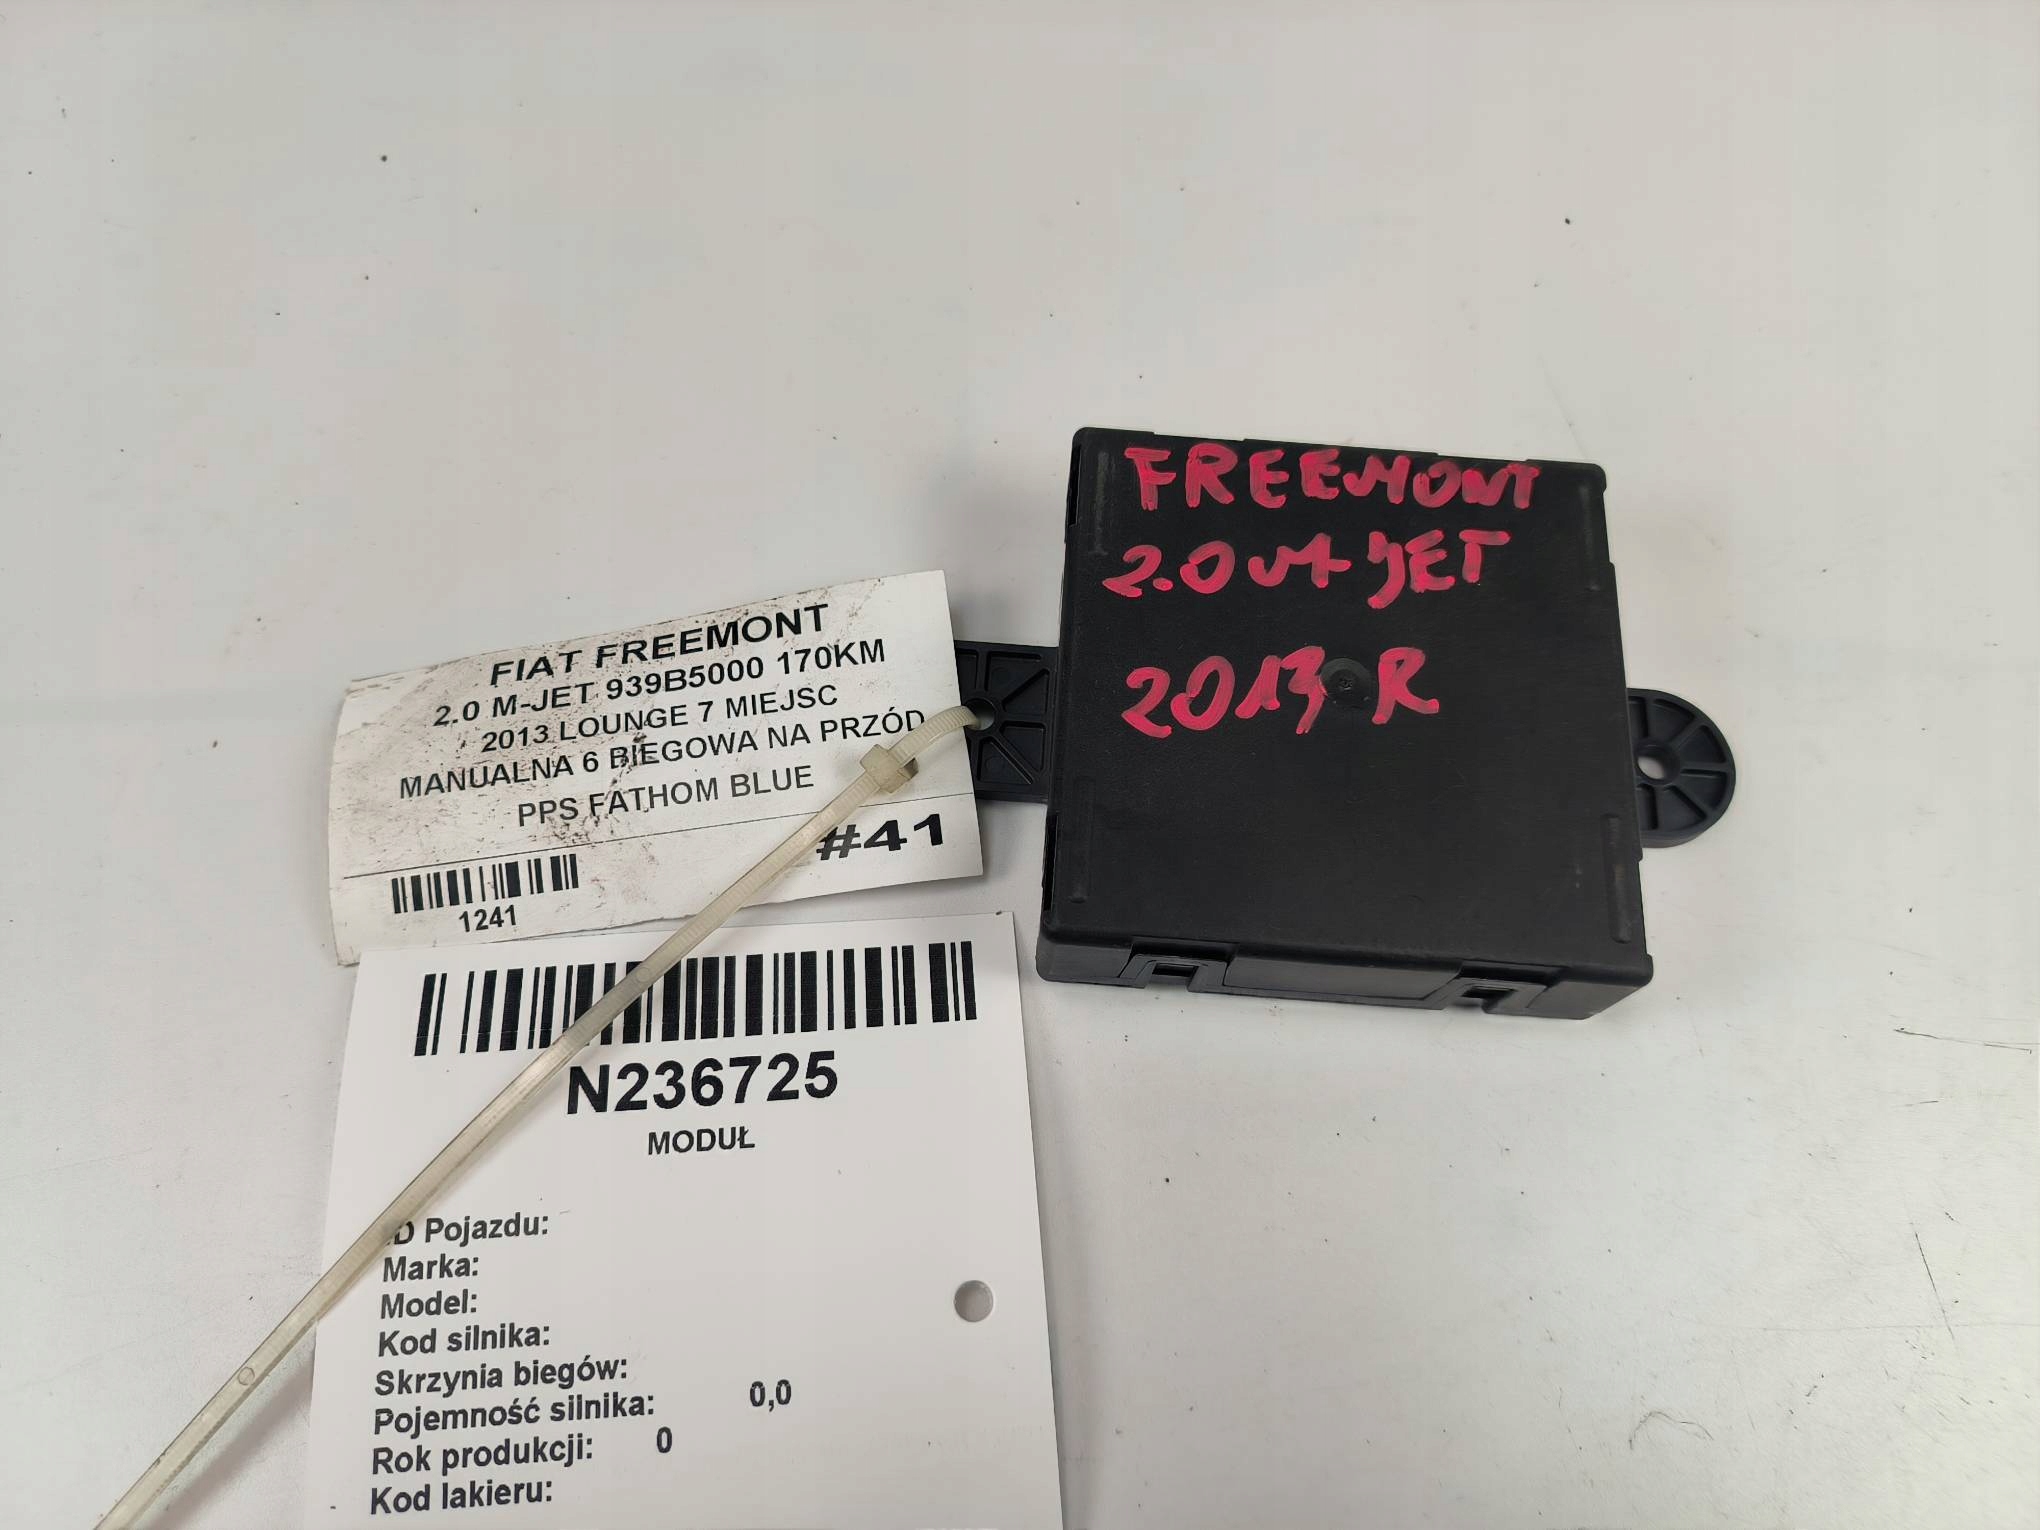 FREEMONT
2.0 M-JET
2013 R
FIAT FREEMONT
2.0 M-JET 939B5000 170KM
2013 LOUNGE 7 MIEJSC
MANUALNA 6 BIEGOWA NA PRZÓD
PPS FATHOM BLUE
#41
1241
N236725
MODUŁ
ID Pojazdu:
Marka:
Model:
Kod silnika:
Skrzynia biegów:
Pojemność silnika: 0,0
Rok produkcji: 0
Kod lakieru: